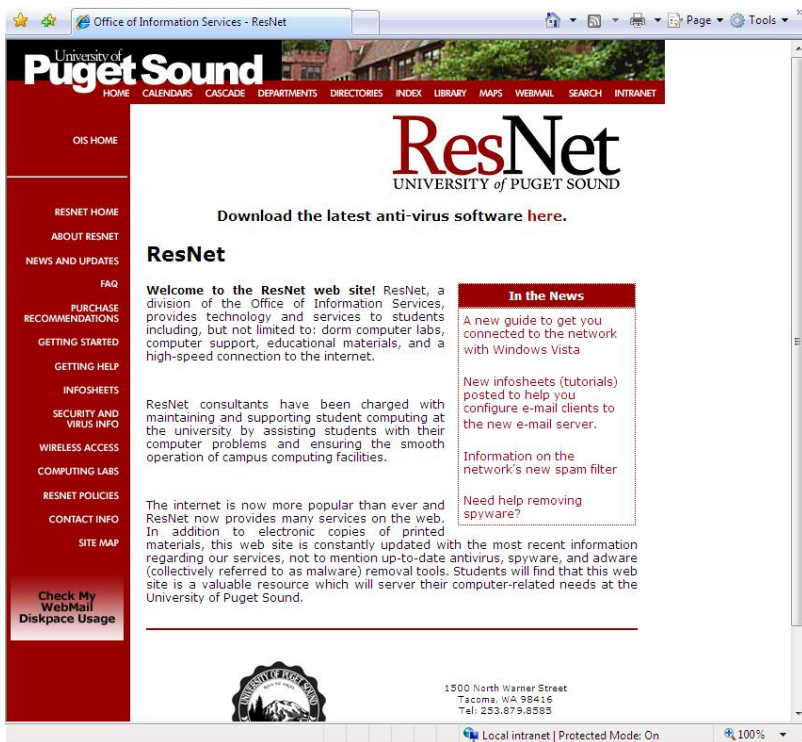 Office of Information Services - ResNet
Page
Tools
University of
Puget Sound
HOME CALENDARS CASCADE DEPARTMENTS DIRECTORIES INDEX LIBRARY MAPS WEBMAIL SEARCH INTRANET
OIS HOME
RESNET HOME
ABOUT RESNET
NEWS AND UPDATES
FAQ
PURCHASE
RECOMMENDATIONS
GETTING STARTED
GETTING HELP
INFOSHEETS
SECURITY AND
VIRUS INFO
WIRELESS ACCESS
COMPUTING LABS
RESNET POLICIES
CONTACT INFO
SITE MAP
Check My
WebMail
Diskpace Usage
ResNet
UNIVERSITY of PUGET SOUND
Download the latest anti-virus software here.
ResNet
Welcome to the ResNet web site! ResNet, a
division of the Office of Information Services,
provides technology and services to students
including, but not limited to: dorm computer labs,
computer support, educational materials, and a
high-speed connection to the internet.
ResNet consultants have been charged with
maintaining and supporting student computing at
the university by assisting students with their
computer problems and ensuring the smooth
operation of campus computing facilities.
The internet is now more popular than ever and
ResNet now provides many services on the web.
In addition to electronic copies of printed
materials, this web site is constantly updated with the most recent information
regarding our services, not to mention up-to-date antivirus, spyware, and adware
(collectively referred to as malware) removal tools. Students will find that this web
site is a valuable resource which will server their computer-related needs at the
University of Puget Sound.
In the News
A new guide to get you
connected to the network
with Windows Vista
New infosheets (tutorials)
posted to help you
configure e-mail clients to
the new e-mail server.
Information on the
network's new spam filter
Need help removing
spyware?
UNIVERSITY OF PUGET SOUND
1500 North Warner Street
Tacoma, WA 98416
Tel: 253.879.8585
Local intranet | Protected Mode: On
100%